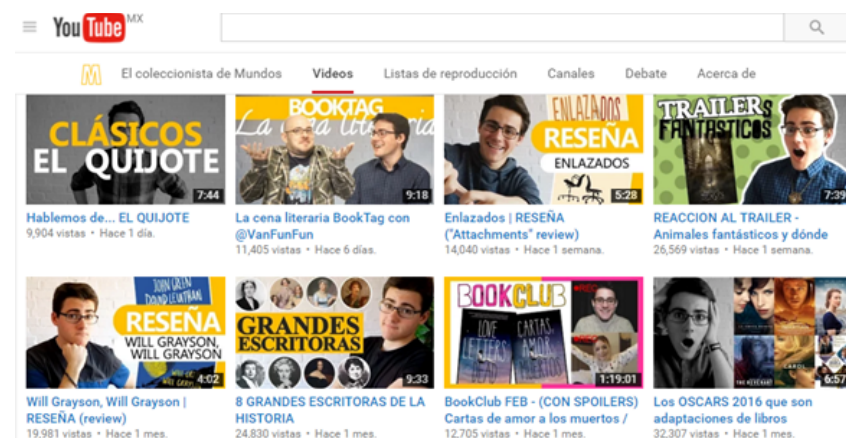 YouTube MX
El coleccionista de Mundos Videos Listas de reproducción Canales Debate Acerca de
CLÁSICOS
EL QUIJOTE
7:44
BOOKTAG
La cena literaria
9:18
ENLAZADOS
RESEÑA
ENLAZADOS
5:28
TRAILERS
FANTÁSTICOS
7:39
Hablemos de... EL QUIJOTE
9,904 vistas • Hace 1 día.
La cena literaria BookTag con
@VanFunFun
11,405 vistas • Hace 6 días.
Enlazados | RESEÑA
("Attachments" review)
14,040 vistas • Hace 1 semana.
REACCION AL TRAILER -
Animales fantásticos y dónde
26,569 vistas • Hace 1 semana.
JOHN GREEN
DAVID LEVITHAN
RESEÑA
WILL GRAYSON,
WILL GRAYSON
4:02
GRANDES
ESCRITORAS
9:33
BOOKCLUB
REC
LOVE
LETTERS
CARTAS,
AMOR,
1:19:01
CAROL
6:57
Will Grayson, Will Grayson |
RESEÑA (review)
19,981 vistas • Hace 1 mes.
8 GRANDES ESCRITORAS DE LA
HISTORIA
24,830 vistas • Hace 1 mes.
BookClub FEB - (CON SPOILERS)
Cartas de amor a los muertos /
12,705 vistas • Hace 1 mes.
Los OSCARS 2016 que son
adaptaciones de libros
32,307 vistas • Hace 1 mes.